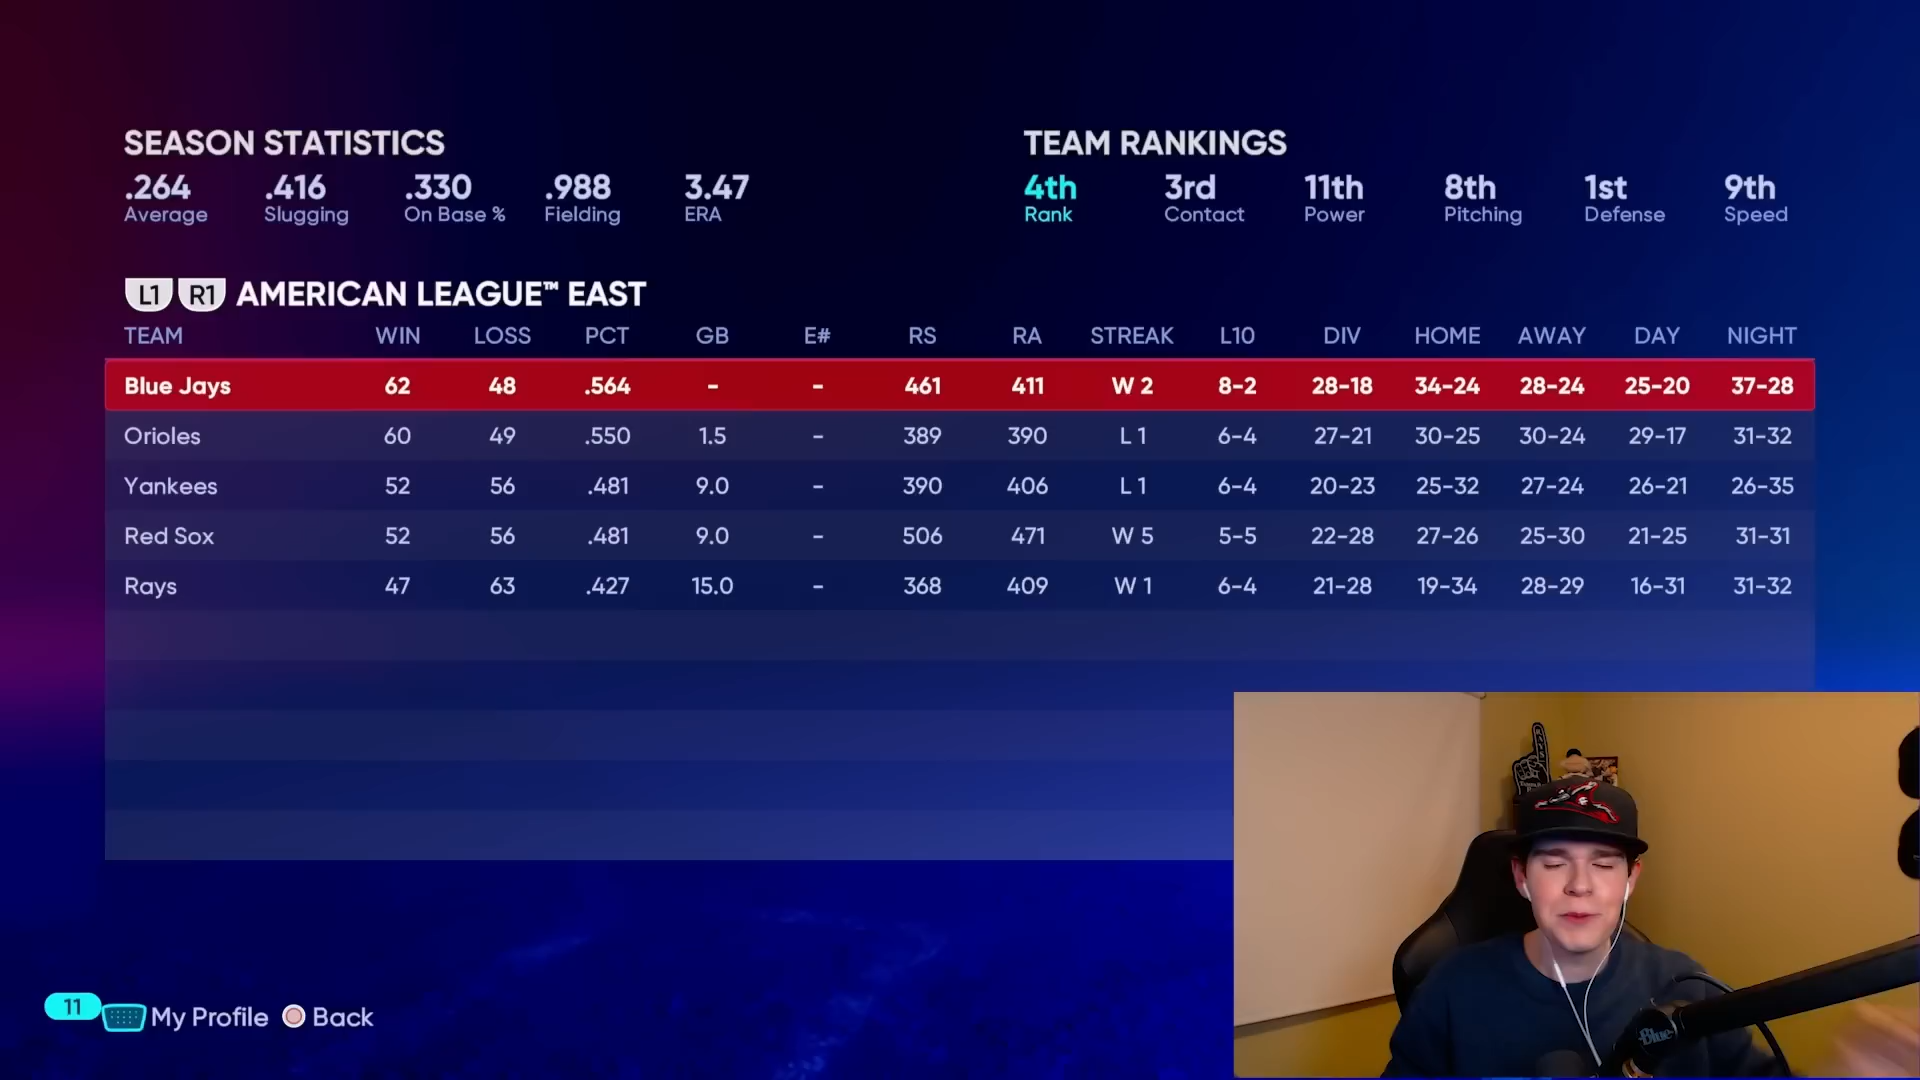 SEASON STATISTICS
.264 .416 .330 .988 3.47
Average Slugging On Base % Fielding ERA
TEAM RANKINGS
4th 3rd 11th 8th 1st 9th
Rank Contact Power Pitching Defense Speed
L1 R1 AMERICAN LEAGUE™ EAST
TEAM WIN LOSS PCT GB E# RS RA STREAK L10 DIV HOME AWAY DAY NIGHT
Blue Jays 62 48 .564 - - 461 411 W 2 8-2 28-18 34-24 28-24 25-20 37-28
Orioles 60 49 .550 1.5 - 389 390 L 1 6-4 27-21 30-25 30-24 29-17 31-32
Yankees 52 56 .481 9.0 - 390 406 L 1 6-4 20-23 25-32 27-24 26-21 26-35
Red Sox 52 56 .481 9.0 - 506 471 W 5 5-5 22-28 27-26 25-30 21-25 31-31
Rays 47 63 .427 15.0 - 368 409 W 1 6-4 21-28 19-34 28-29 16-31 31-32
11 My Profile Back
Blue